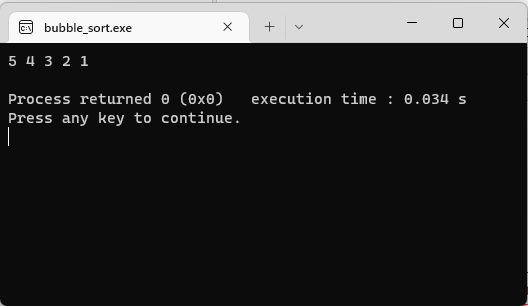 bubble_sort.exe
5 4 3 2 1
Process returned 0 (0x0)   execution time : 0.034 s
Press any key to continue.